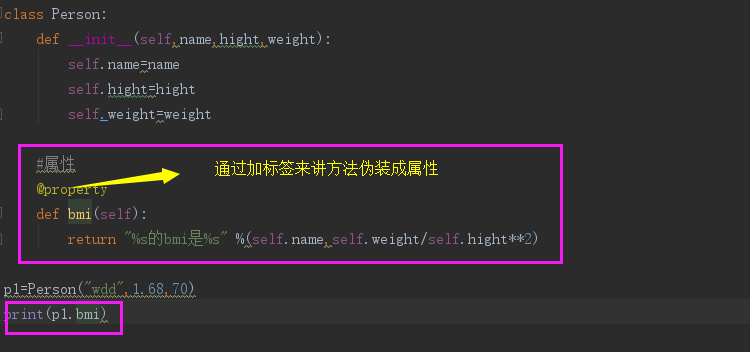 class Person:
def __init__(self,name,hight,weight):
self.name=name
self.hight=hight
self.weight=weight
#属性
通过加标签来讲方法伪装成属性
@property
def bmi(self):
return "%s的bmi是%s" %(self.name,self.weight/self.hight**2)
p1=Person("wdd",1.68,70)
print(p1.bmi)